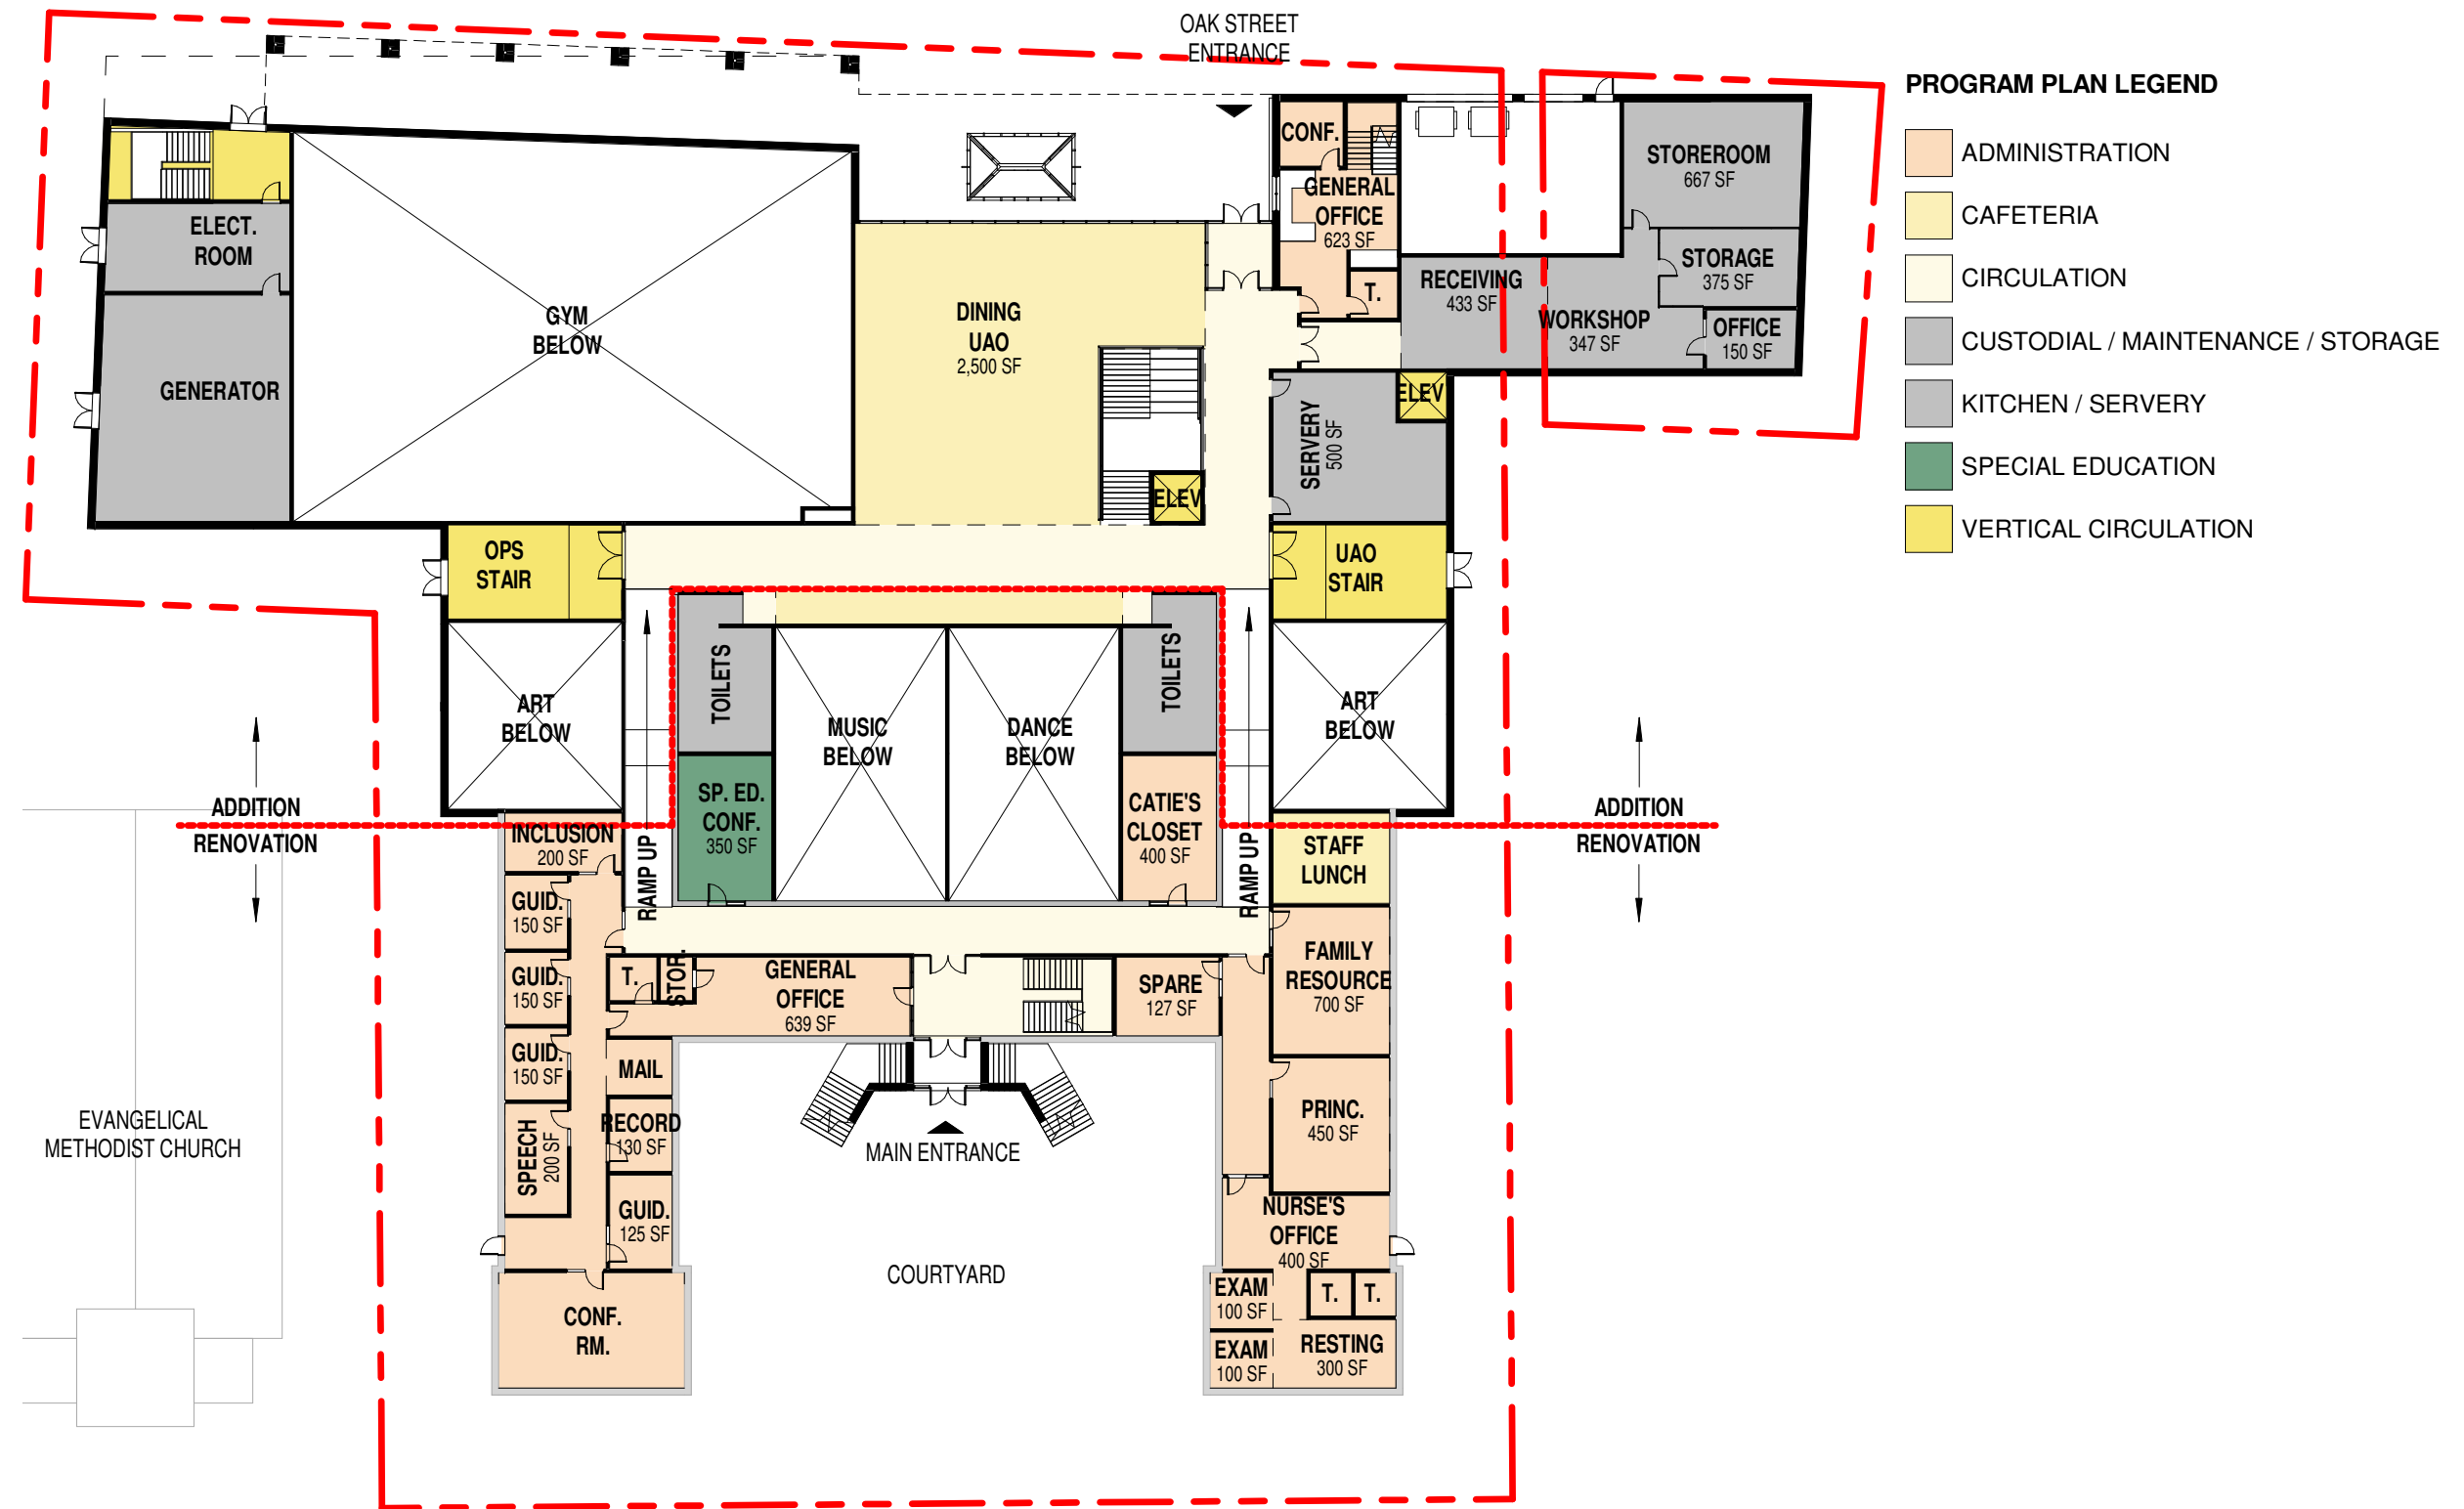 OAK STREET
ENTRANCE
PROGRAM PLAN LEGEND
ADMINISTRATION
CAFETERIA
CIRCULATION
CUSTODIAL / MAINTENANCE / STORAGE
KITCHEN / SERVERY
SPECIAL EDUCATION
VERTICAL CIRCULATION
CONF.
GENERAL
OFFICE
623 SF
T.
STOREROOM
667 SF
STORAGE
375 SF
RECEIVING
433 SF
WORKSHOP
347 SF
OFFICE
150 SF
ELECT.
ROOM
GENERATOR
GYM
BELOW
DINING
UAO
2,500 SF
ELEV
SERVERY
500 SF
ELEV
OPS
STAIR
UAO
STAIR
TOILETS
TOILETS
ART
BELOW
MUSIC
BELOW
DANCE
BELOW
ART
BELOW
ADDITION
RENOVATION
ADDITION
RENOVATION
INCLUSION
200 SF
RAMP UP
SP. ED.
CONF.
350 SF
CATIE'S
CLOSET
400 SF
RAMP UP
STAFF
LUNCH
GUID.
150 SF
GUID.
150 SF
GUID.
150 SF
SPEECH
200 SF
T.
STOR.
GENERAL
OFFICE
639 SF
SPARE
127 SF
FAMILY
RESOURCE
700 SF
MAIL
RECORD
130 SF
GUID.
125 SF
MAIN ENTRANCE
PRINC.
450 SF
EVANGELICAL
METHODIST CHURCH
NURSE'S
OFFICE
400 SF
COURTYARD
EXAM
100 SF
T.
T.
CONF.
RM.
EXAM
100 SF
RESTING
300 SF